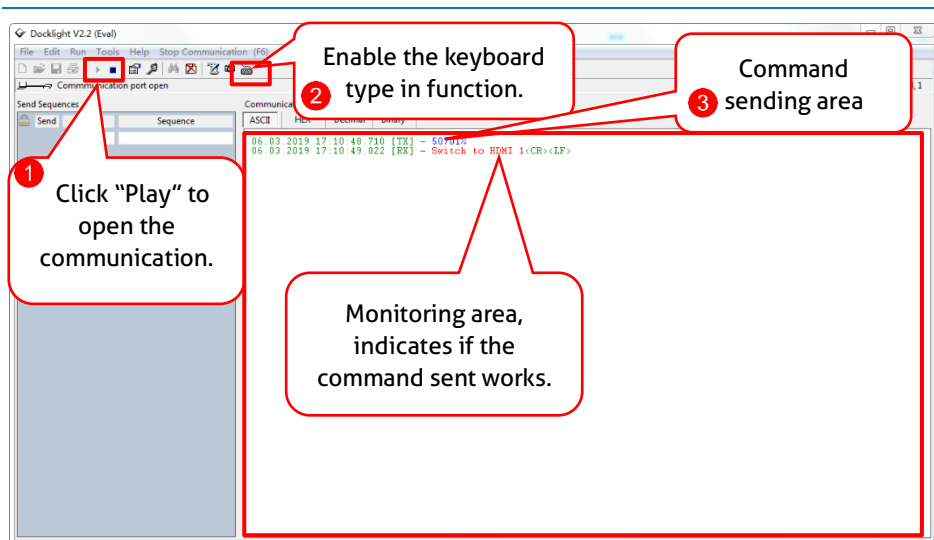 Docklight V2.2 (Eval)
File Edit Run Tools Help Stop Communication (F6)
Communication port open
Send Sequences
Send
Sequence
ASCII HEX Decimal Binary
06.03.2019 17:10:48.710 [TX] - 50701%
06.03.2019 17:10:49.022 [RX] - Switch to HDMI 1<CR><LF>
1
Click “Play” to
open the
communication.
2
Enable the keyboard
type in function.
3
Command
sending area
Monitoring area,
indicates if the
command sent works.